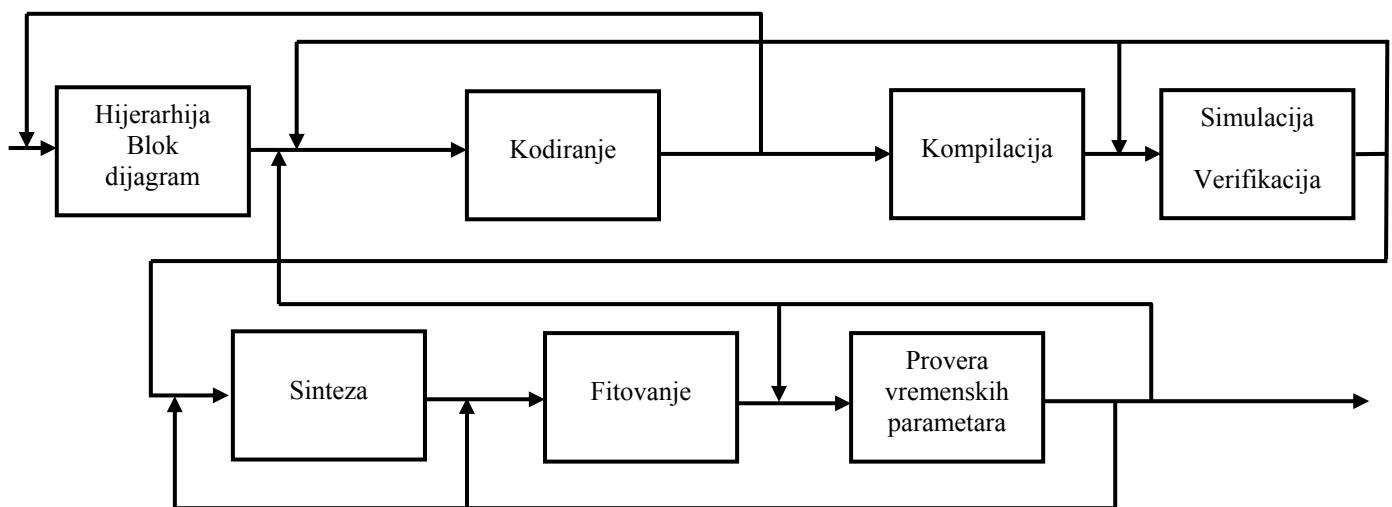 Hijerarhija
Blok
dijagram
Kodiranje
Kompilacija
Simulacija
Verifikacija
Sinteza
Fitovanje
Provera
vremenskih
parametara